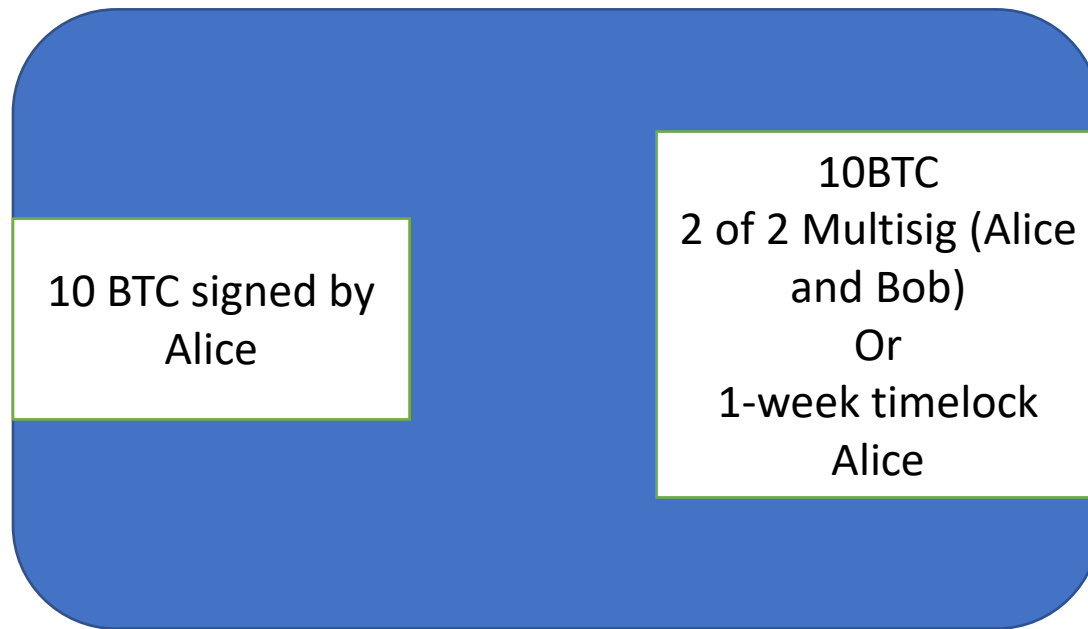 10 BTC signed by
Alice
10BTC
2 of 2 Multisig (Alice
and Bob)
Or
1-week timelock
Alice